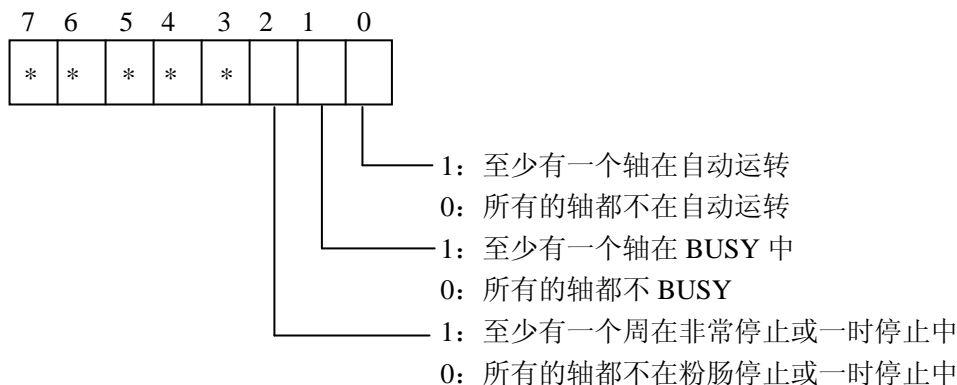 7 6 5 4 3 2 1 0
* * * * *
1：至少有一个轴在自动运转
0：所有的轴都不在自动运转
1：至少有一个轴在 BUSY 中
0：所有的轴都不 BUSY
1：至少有一个周在非常停止或一时停止中
0：所有的轴都不在粉肠停止或一时停止中